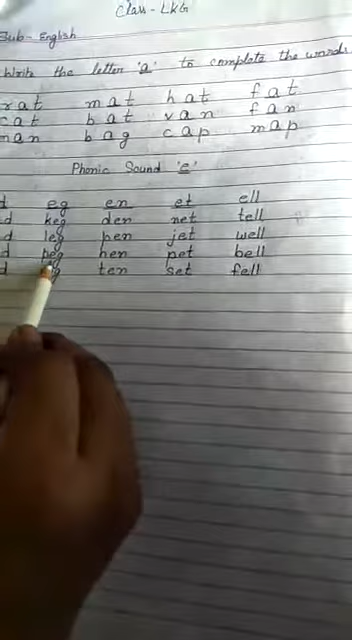 Class - LKG
Sub - English
Write the letter 'a' to complete the words
rat mat hat fat
cat bat van fan
man bag cap map
Phonic Sound 'e'
d eg en et ell
d keg den net tell
d leg pen jet well
d peg hen pet bell
d ten set fell